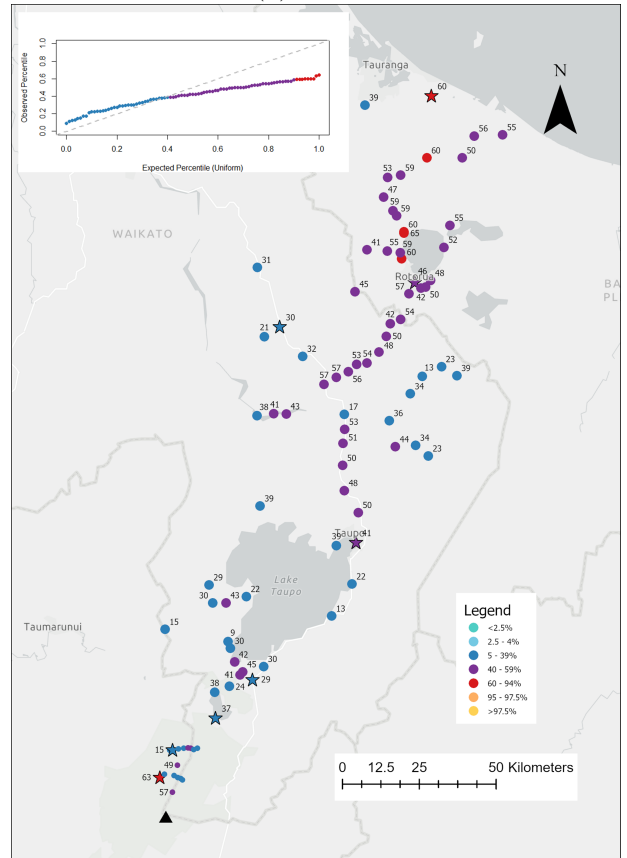 Observed Percentile
1.0
0.8
0.6
0.4
0.2
0.0
0.0 0.2 0.4 0.6 0.8 1.0
Expected Percentile (Uniform)
Tauranga
60
39
N
56 55
60 50
53 59
47
59
59
55
60
65
WAIKATO
41 55 59 52
60
31
46 48
Rotorua
BA
PL
45 57 42 50
30
42 54
21
50
32
48
53 54
57 57 56
23
13 39
34
38 41 43
17
36
53
51
44 34
23
50
48
39
50
Taupo 41
39
29
22
Lake
Taupo
30 43 22
13
15
Taumarunui
9
30
42
45 30
41
29
38 24
37
15
49
63
57
Legend
<2.5%
2.5 - 4%
5 - 39%
40 - 59%
60 - 94%
95 - 97.5%
>97.5%
0 12.5 25 50 Kilometers